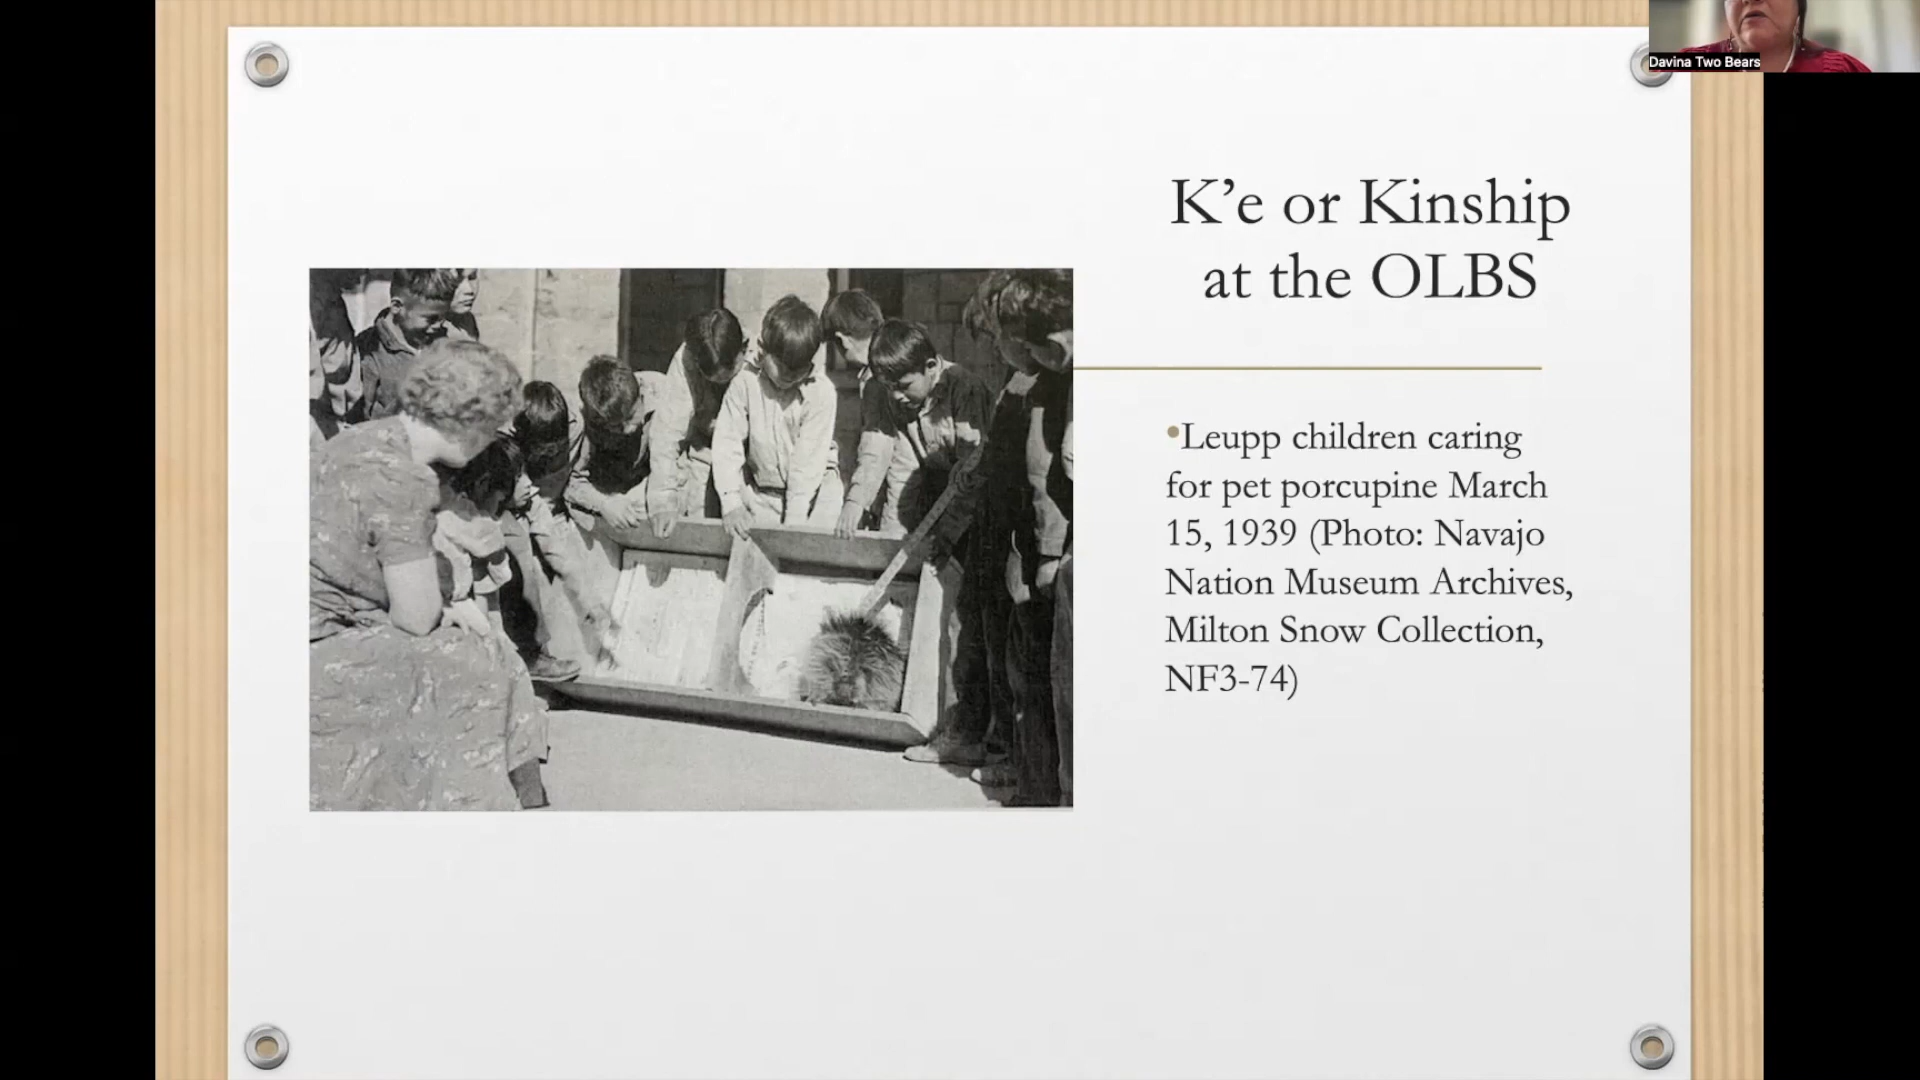 Davina Two Bears
K’e or Kinship
at the OLBS
•Leupp children caring
for pet porcupine March
15, 1939 (Photo: Navajo
Nation Museum Archives,
Milton Snow Collection,
NF3-74)